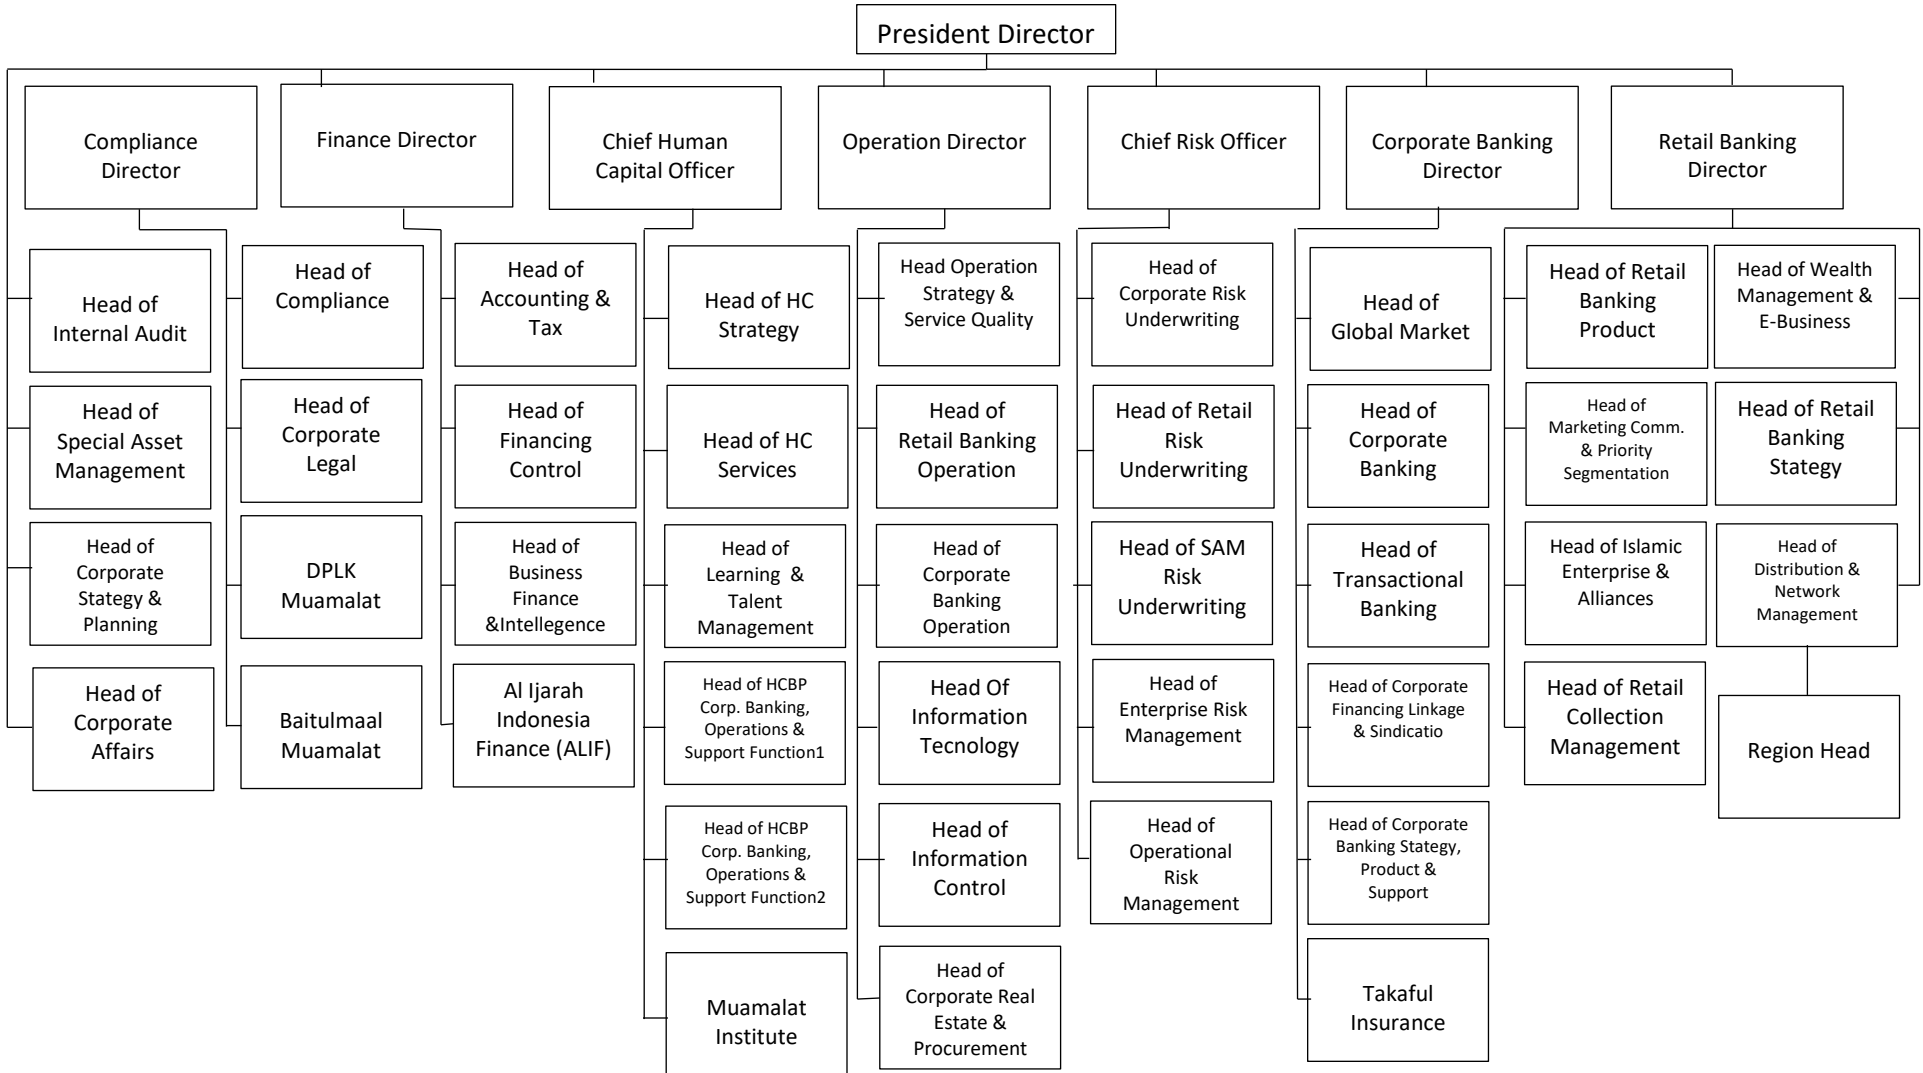 President Director
Compliance
Director
Finance Director
Chief Human
Capital Officer
Operation Director
Chief Risk Officer
Corporate Banking
Director
Retail Banking
Director
Head of
Internal Audit
Head of
Special Asset
Management
Head of
Corporate
Stategy &
Planning
Head of
Corporate
Affairs
Head of
Compliance
Head of
Corporate
Legal
DPLK
Muamalat
Baitulmaal
Muamalat
Head of
Accounting &
Tax
Head of
Financing
Control
Head of
Business
Finance
&Intellegence
Al Ijarah
Indonesia
Finance (ALIF)
Head of HC
Strategy
Head of HC
Services
Head of
Learning & 
Talent
Management
Head of HCBP
Corp. Banking,
Operations &
Support Function1
Head of HCBP
Corp. Banking,
Operations &
Support Function2
Muamalat
Institute
Head Operation
Strategy &
Service Quality
Head of
Retail Banking
Operation
Head of
Corporate
Banking
Operation
Head Of
Information
Tecnology
Head of
Information
Control
Head of
Corporate Real
Estate &
Procurement
Head of
Corporate Risk
Underwriting
Head of Retail
Risk
Underwriting
Head of SAM
Risk
Underwriting
Head of
Enterprise Risk
Management
Head of
Operational
Risk
Management
Head of
Global Market
Head of
Corporate
Banking
Head of
Transactional
Banking
Head of Corporate
Financing Linkage
& Sindicatio
Head of Corporate
Banking Stategy,
Product &
Support
Takaful
Insurance
Head of Retail
Banking
Product
Head of
Marketing Comm.
& Priority
Segmentation
Head of Islamic
Enterprise &
Alliances
Head of Retail
Collection
Management
Head of Wealth
Management &
E-Business
Head of Retail
Banking
Stategy
Head of
Distribution &
Network
Management
Region Head